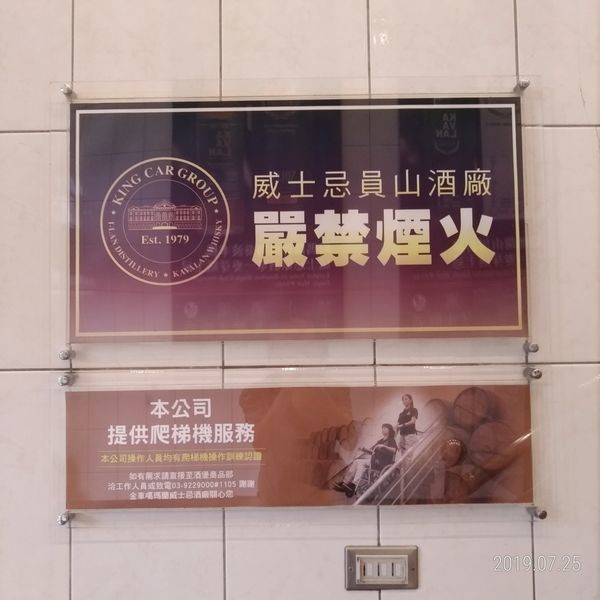 威士忌員山酒廠
嚴禁煙火
KING CAR GROUP
Est. 1979
I-LAN DISTILLERY • KAVALAN WHISKY
KA
VA
LAN
本公司
提供爬梯機服務
本公司操作人員均有爬梯機操作訓練認證
如有需求請直接至酒堡商品部
洽工作人員或致電03-9229000#1105 謝謝
金車噶瑪蘭威士忌酒廠關心您
2019.07.25